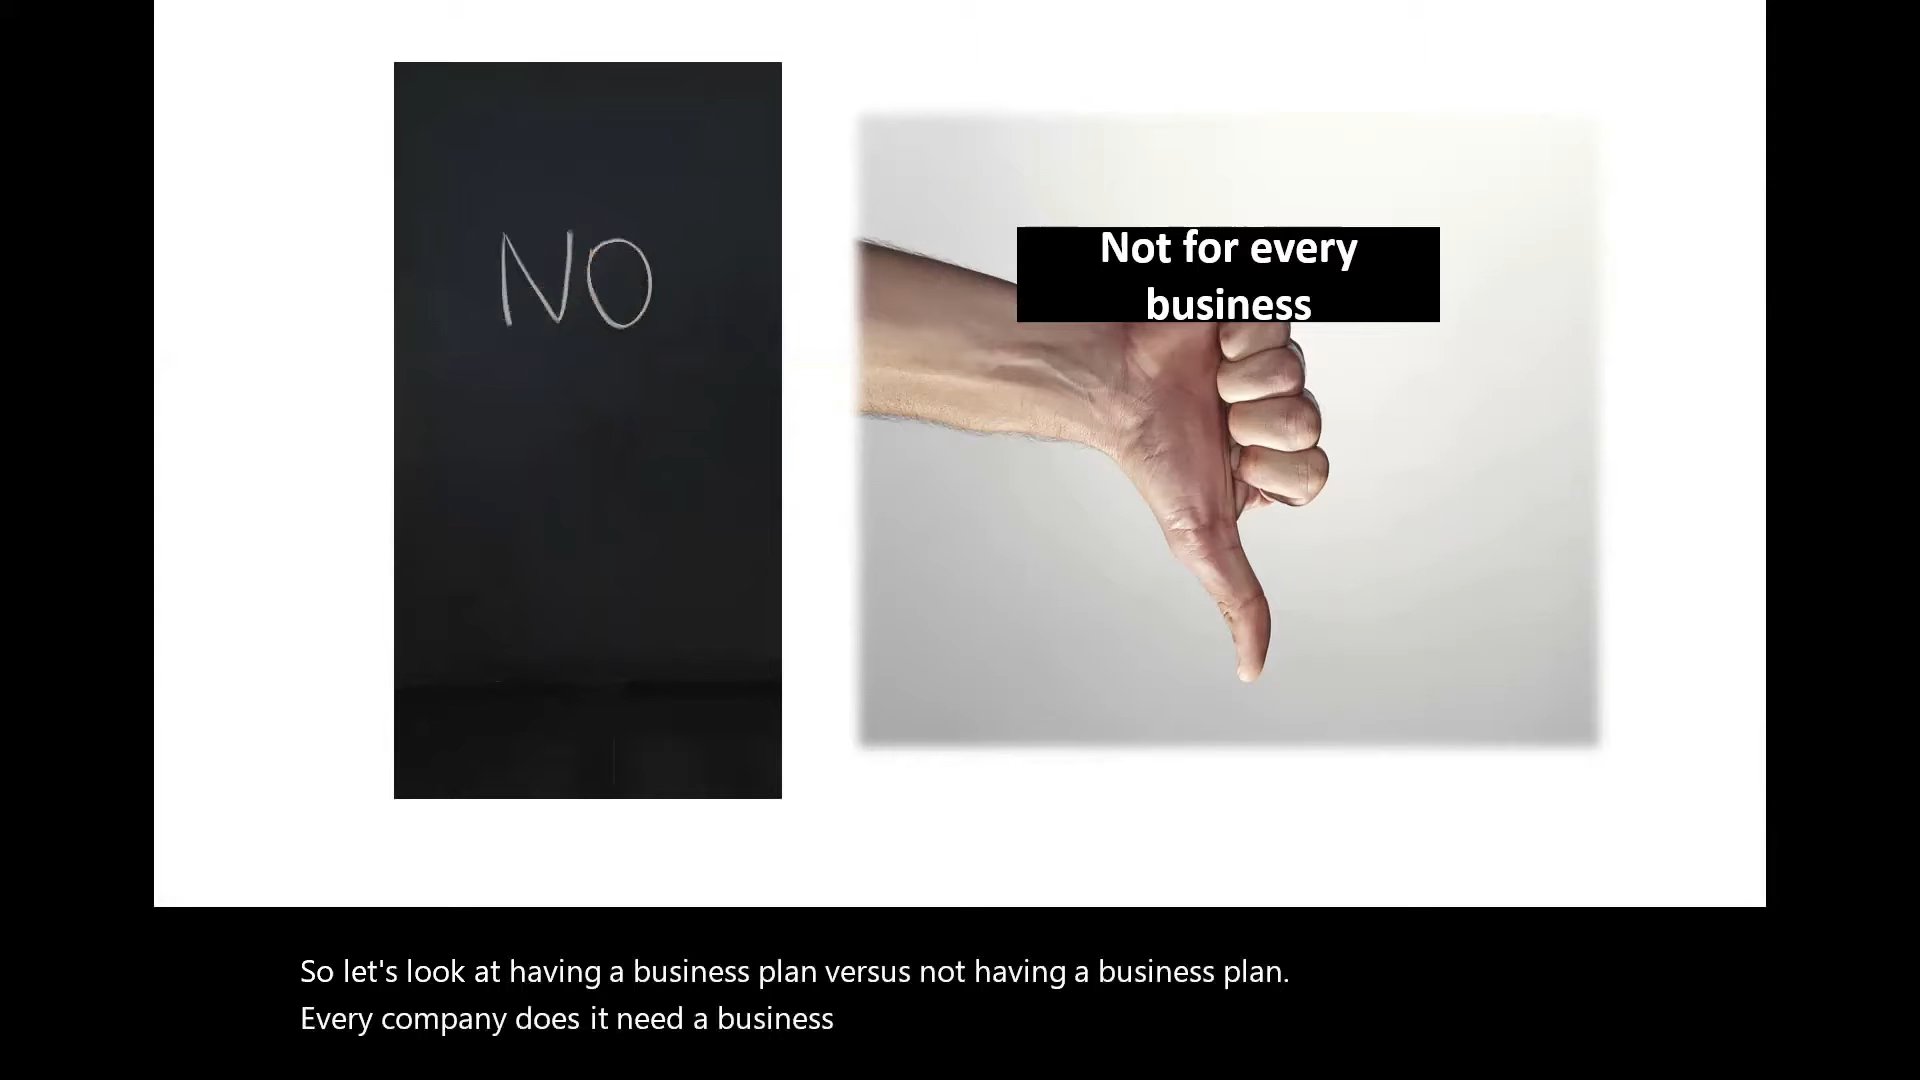 NO
Not for every
business
So let's look at having a business plan versus not having a business plan.
Every company does it need a business